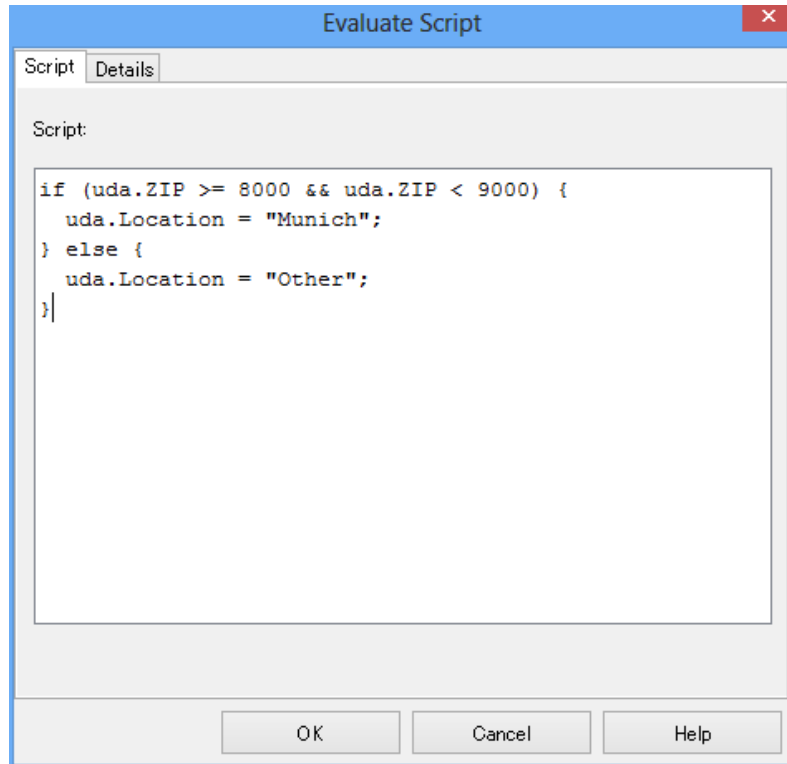 Evaluate Script
Script Details
Script:
if (uda.ZIP >= 8000 && uda.ZIP < 9000) {
  uda.Location = "Munich";
} else {
  uda.Location = "Other";
}
OK Cancel Help